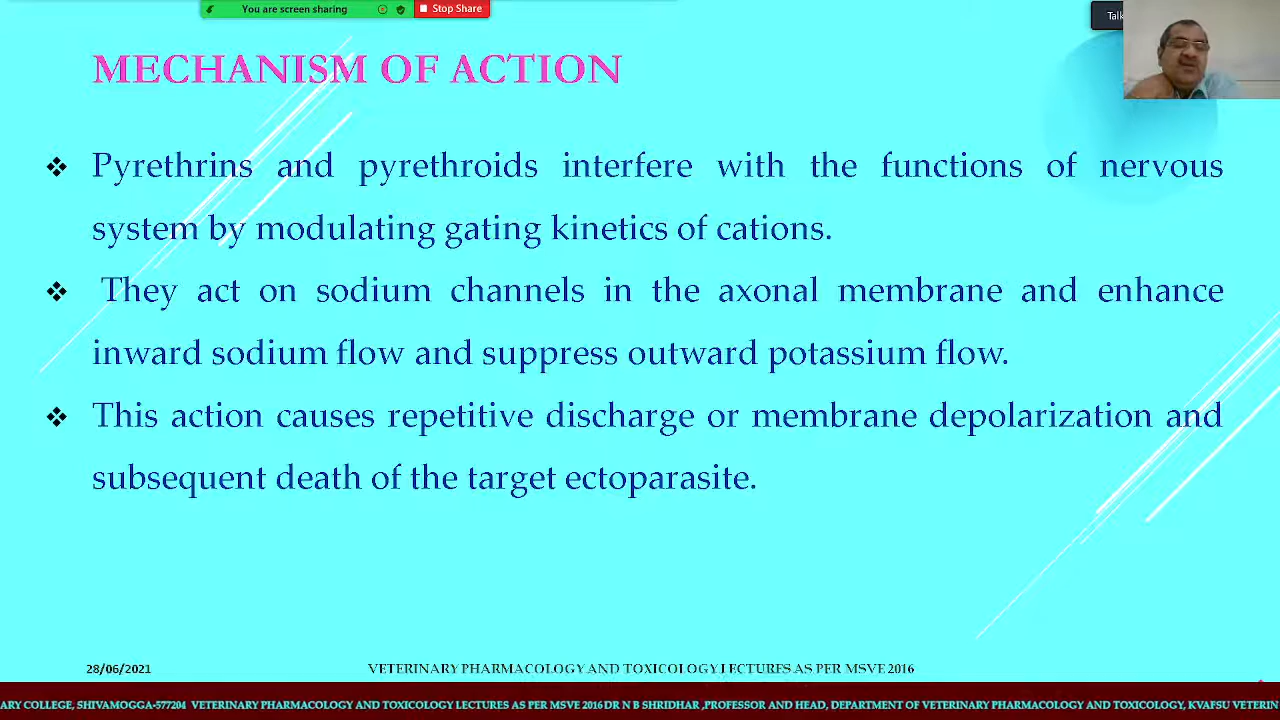 You are screen sharing
Stop Share
Talk
MECHANISM OF ACTION
❖ Pyrethrins and pyrethroids interfere with the functions of nervous
system by modulating gating kinetics of cations.
❖ They act on sodium channels in the axonal membrane and enhance
inward sodium flow and suppress outward potassium flow.
❖ This action causes repetitive discharge or membrane depolarization and
subsequent death of the target ectoparasite.
28/06/2021
VETERINARY PHARMACOLOGY AND TOXICOLOGY LECTURES AS PER MSVE 2016
ARY COLLEGE, SHIVAMOGGA-577204 VETERINARY PHARMACOLOGY AND TOXICOLOGY LECTURES AS PER MSVE 2016 DR N B SHRIDHAR ,PROFESSOR AND HEAD, DEPARTMENT OF VETERINARY PHARMACOLOGY AND TOXICOLOGY, KVAFSU VETERIN